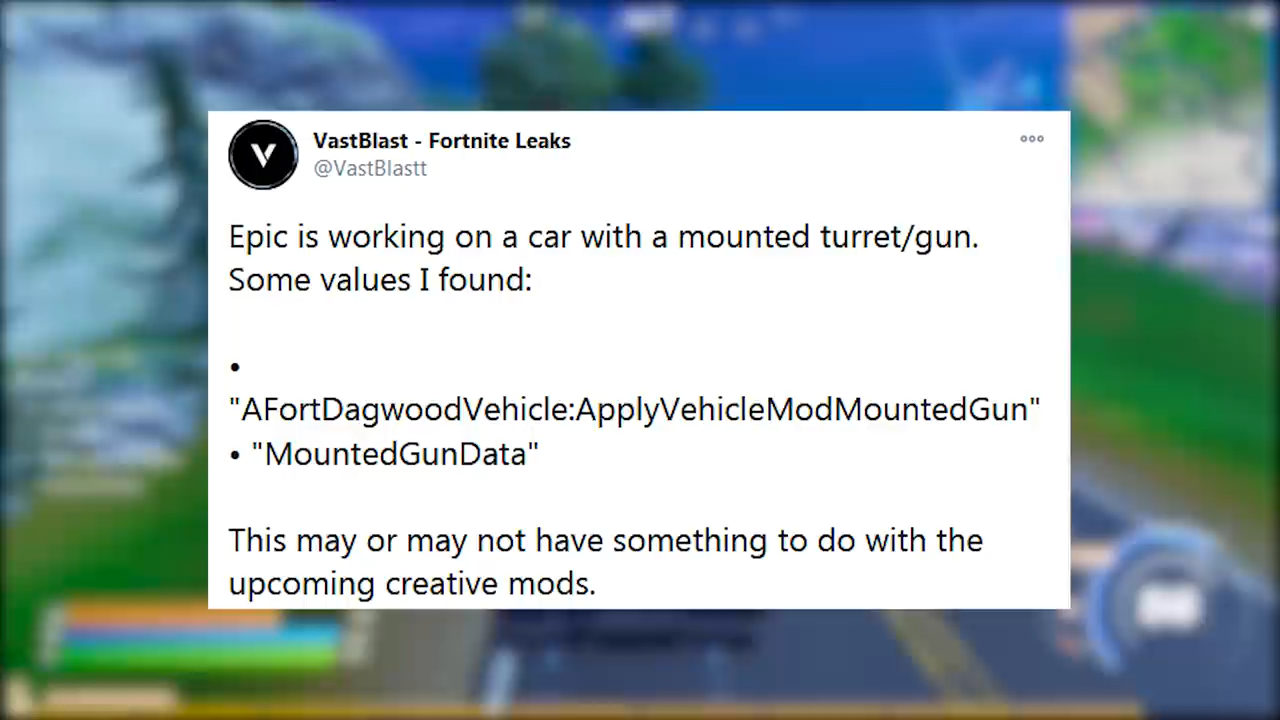 VastBlast - Fortnite Leaks
@VastBlastt
Epic is working on a car with a mounted turret/gun.
Some values I found:
•
"AFortDagwoodVehicle:ApplyVehicleModMountedGun"
• "MountedGunData"
This may or may not have something to do with the
upcoming creative mods.